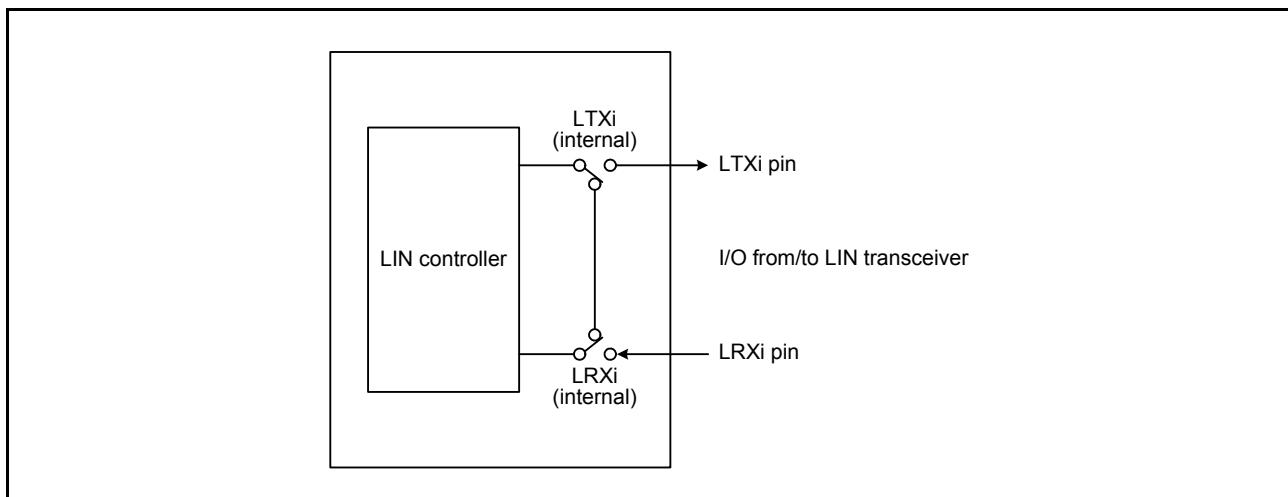 LTXi
(internal)
LTXi pin
LIN controller
I/O from/to LIN transceiver
LRXi pin
LRXi
(internal)